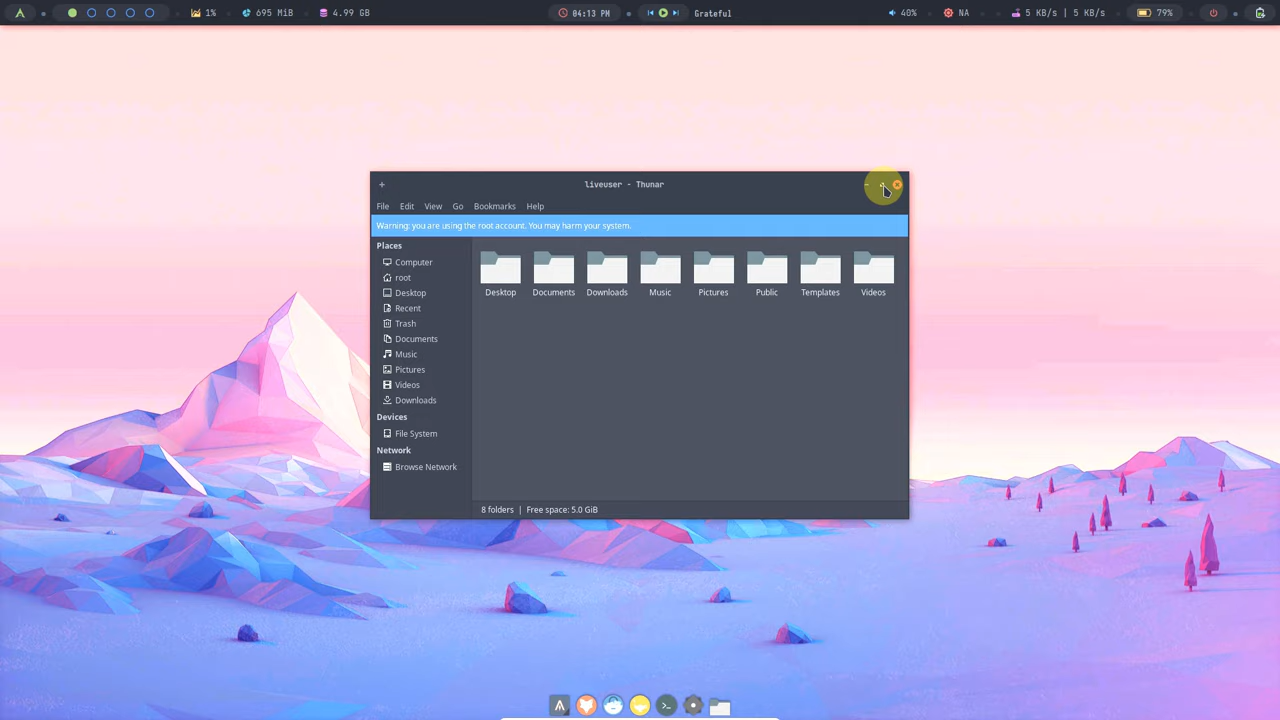 1% 695 MiB 4.99 GB 04:13 PM Grateful 40% NA 5 KB/s | 5 KB/s 79%
liveuser - Thunar
File Edit View Go Bookmarks Help
Warning: you are using the root account. You may harm your system.
Places
Computer
root
Desktop
Recent
Trash
Documents
Music
Pictures
Videos
Downloads
Devices
File System
Network
Browse Network
Desktop Documents Downloads Music Pictures Public Templates Videos
8 folders | Free space: 5.0 GiB